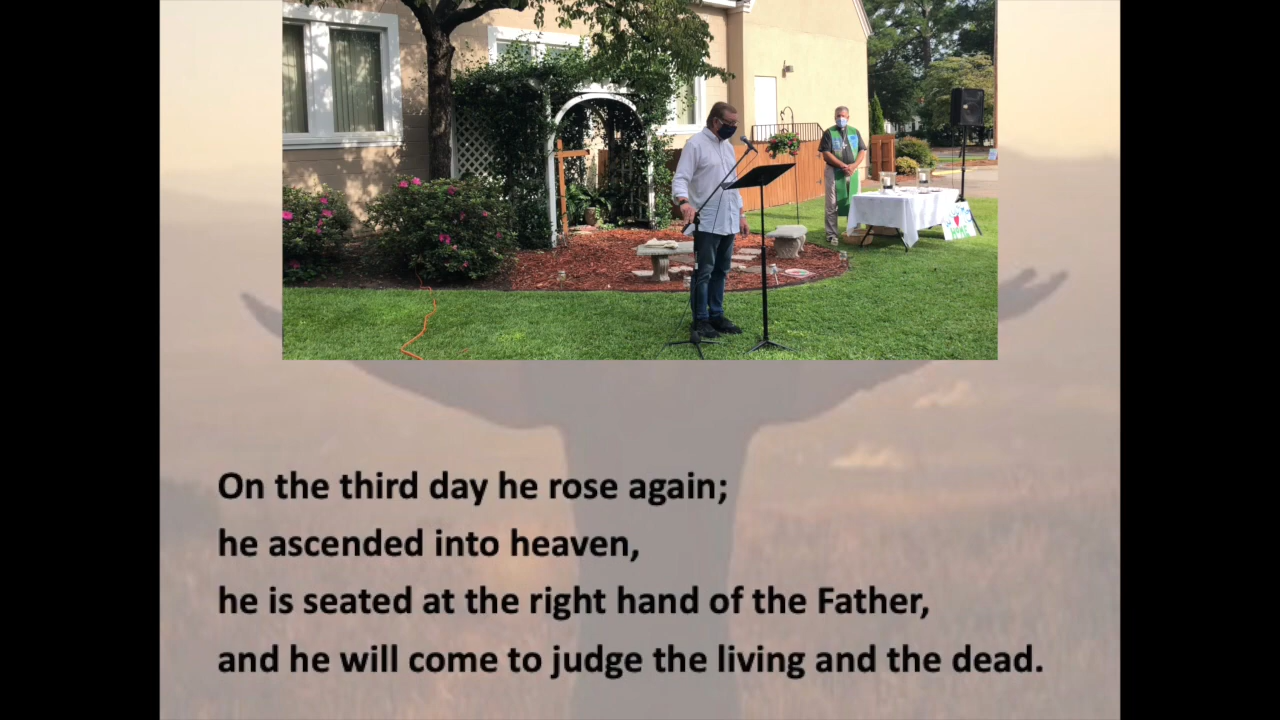 On the third day he rose again;
he ascended into heaven,
he is seated at the right hand of the Father,
and he will come to judge the living and the dead.